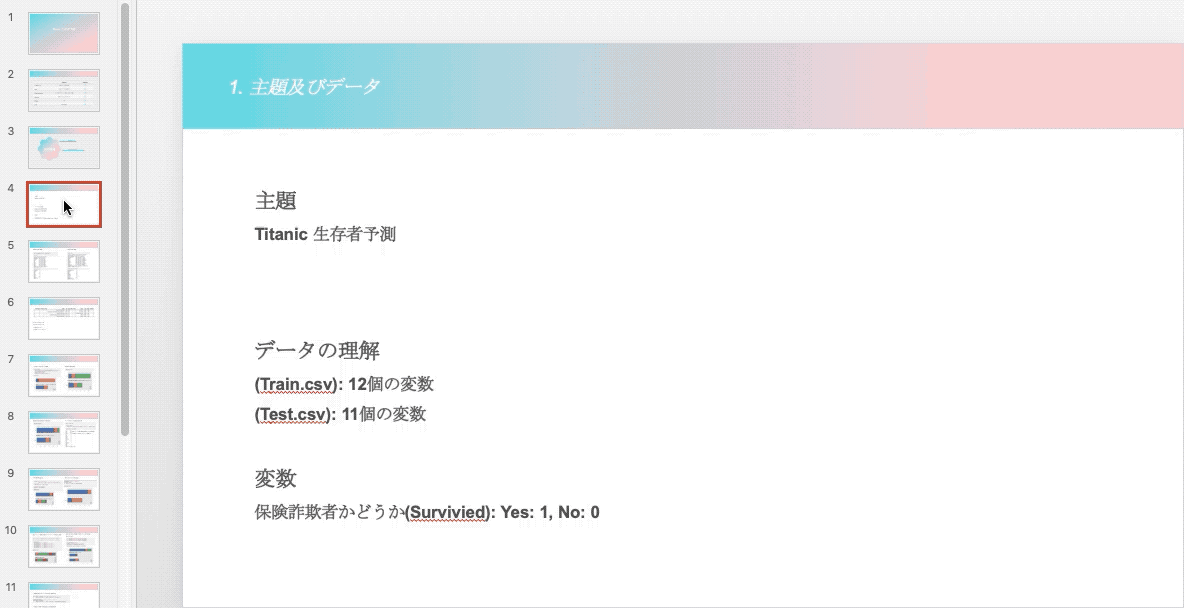 1
2
3
4
5
6
7
8
9
10
11
1. 主題及びデータ
主題
Titanic 生存者予測
データの理解
(Train.csv): 12個の変数
(Test.csv): 11個の変数
変数
保険詐欺者かどうか(Survivied): Yes: 1, No: 0